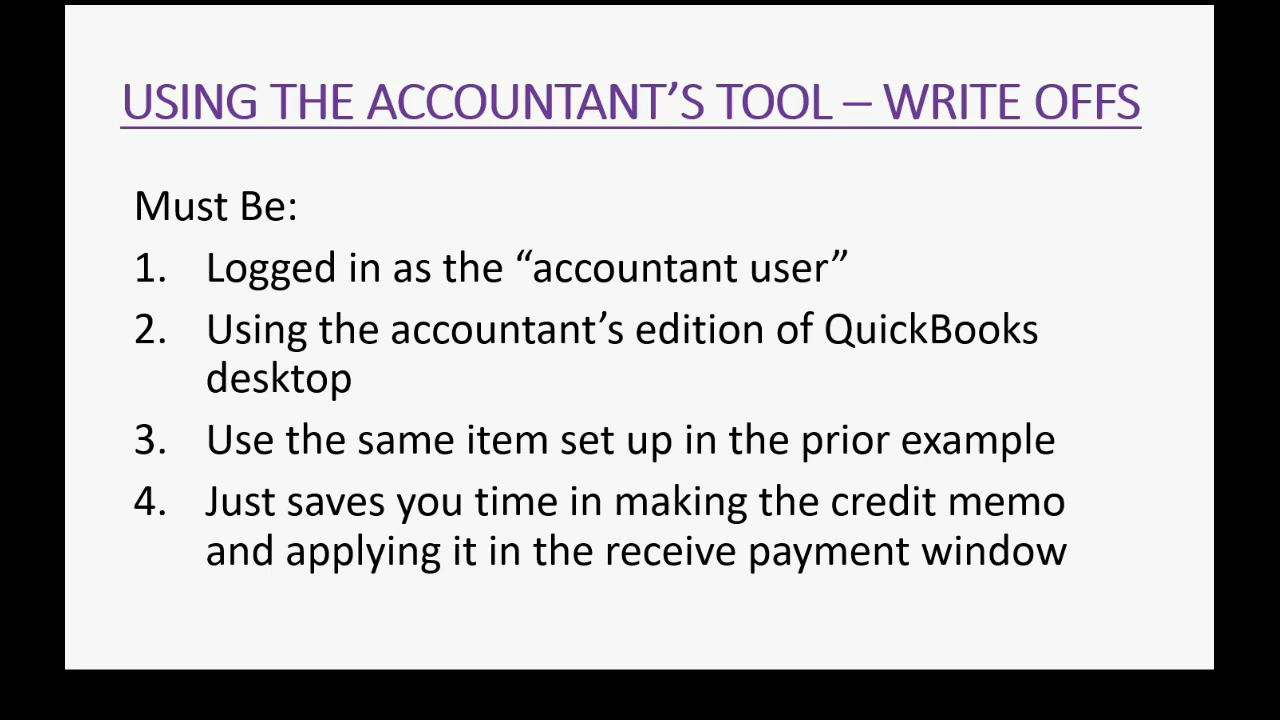 USING THE ACCOUNTANT’S TOOL – WRITE OFFS
Must Be:
1. Logged in as the “accountant user”
2. Using the accountant’s edition of QuickBooks
desktop
3. Use the same item set up in the prior example
4. Just saves you time in making the credit memo
and applying it in the receive payment window